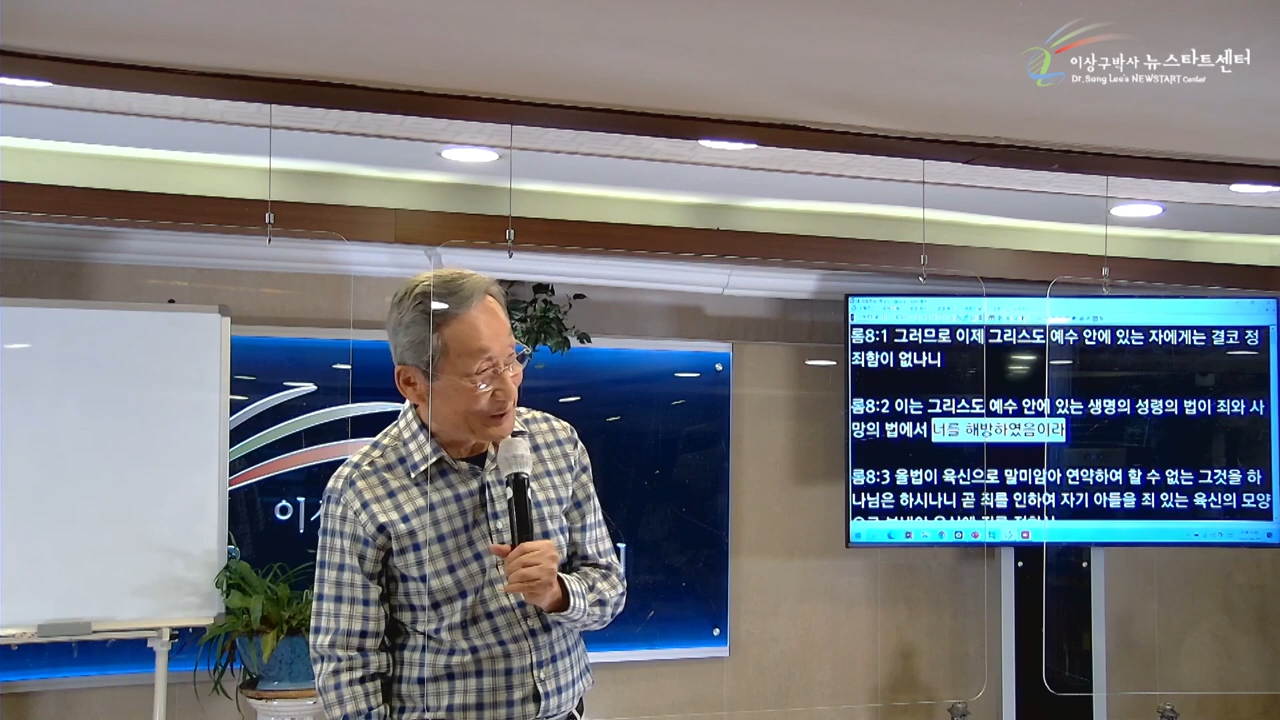 이상구박사 뉴스타트센터
Dr. Sang Lee's NEWSTART Center
롬8:1 그러므로 이제 그리스도 예수 안에 있는 자에게는 결코 정
죄함이 없나니
롬8:2 이는 그리스도 예수 안에 있는 생명의 성령의 법이 죄와 사
망의 법에서 너를 해방하였음이라
롬8:3 율법이 육신으로 말미암아 연약하여 할 수 없는 그것을 하
나님은 하시나니 곧 죄를 인하여 자기 아들을 죄 있는 육신의 모양
이